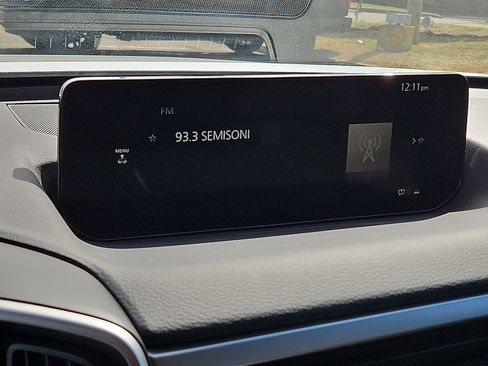 12:11 pm
FM
93.3 SEMISONI
MENU